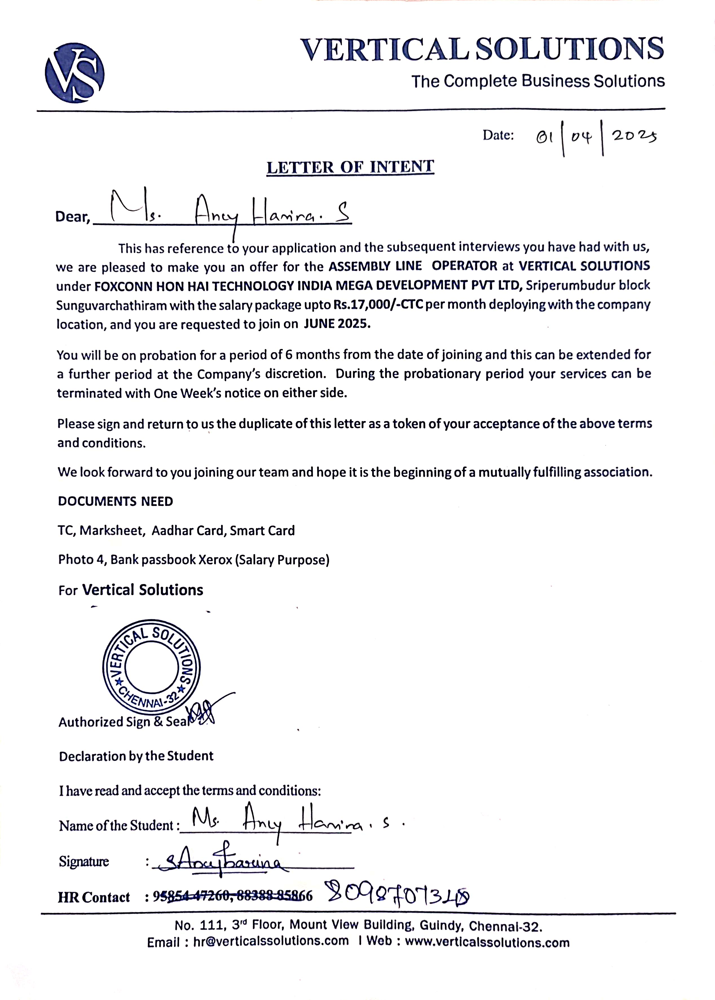 VS
VERTICAL SOLUTIONS
The Complete Business Solutions
Date: 01/04/2025
LETTER OF INTENT
Dear, Ms. Ancy Harina. S
This has reference to your application and the subsequent interviews you have had with us,
we are pleased to make you an offer for the ASSEMBLY LINE OPERATOR at VERTICAL SOLUTIONS
under FOXCONN HON HAI TECHNOLOGY INDIA MEGA DEVELOPMENT PVT LTD, Sriperumbudur block
Sunguvarchathiram with the salary package upto Rs.17,000/-CTC per month deploying with the company
location, and you are requested to join on JUNE 2025.
You will be on probation for a period of 6 months from the date of joining and this can be extended for
a further period at the Company's discretion. During the probationary period your services can be
terminated with One Week's notice on either side.
Please sign and return to us the duplicate of this letter as a token of your acceptance of the above terms
and conditions.
We look forward to you joining our team and hope it is the beginning of a mutually fulfilling association.
DOCUMENTS NEED
TC, Marksheet, Aadhar Card, Smart Card
Photo 4, Bank passbook Xerox (Salary Purpose)
For Vertical Solutions
★VERTICAL SOLUTIONS★
CHENNAI-32
Authorized Sign & Seal
Declaration by the Student
I have read and accept the terms and conditions:
Name of the Student : Ms. Ancy Harina. S.
Signature : S Ancy Harina
HR Contact : 95854 47260, 88388 85866
No. 111, 3rd Floor, Mount View Building, Guindy, Chennai-32.
Email : hr@verticalssolutions.com I Web : www.verticalssolutions.com